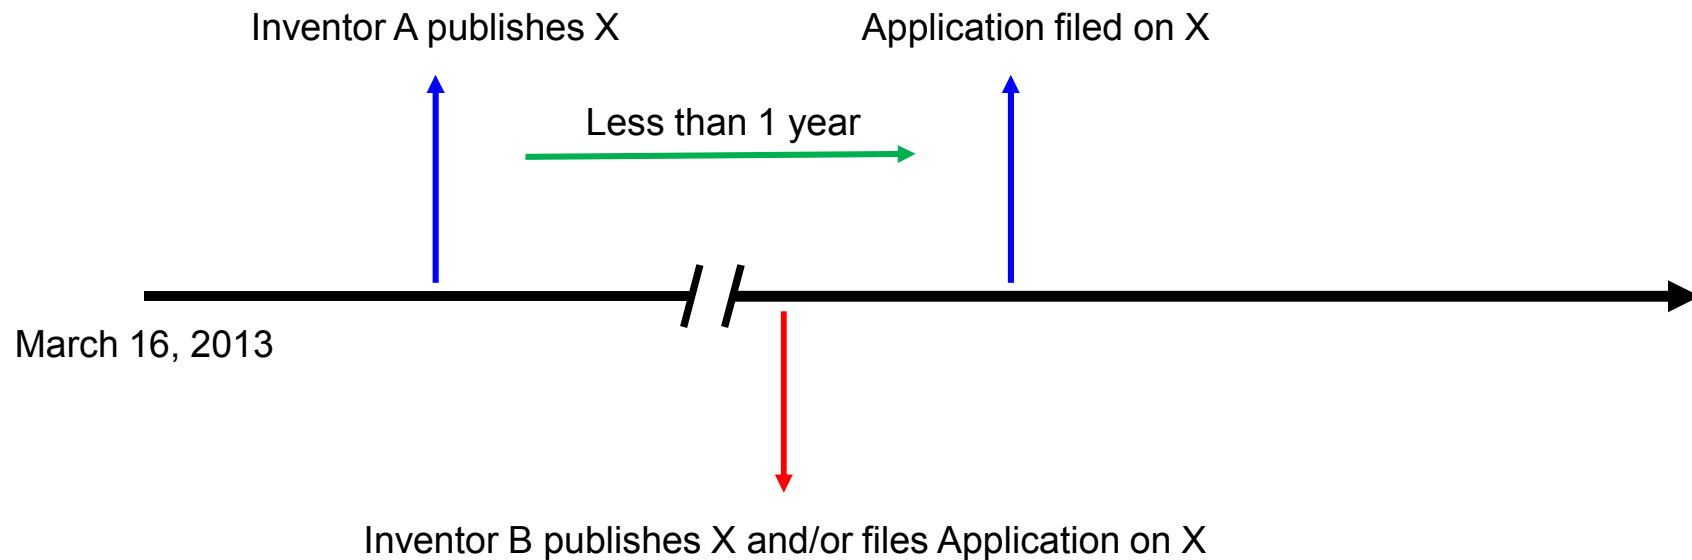 Inventor A publishes X
Application filed on X
Less than 1 year
March 16, 2013
Inventor B publishes X and/or files Application on X